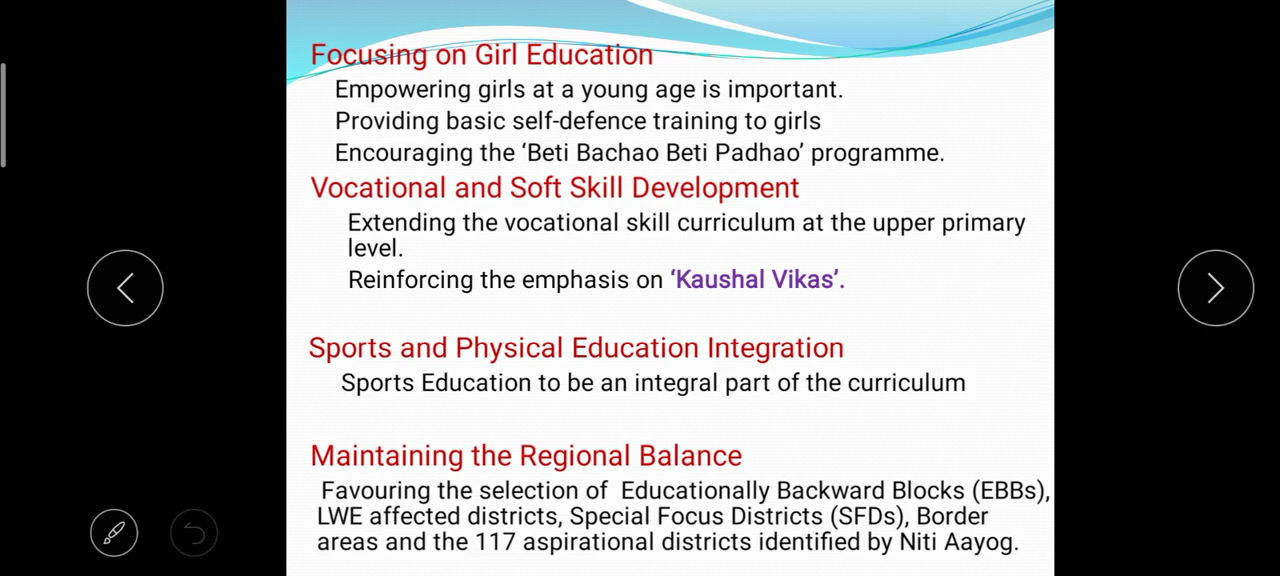 Focusing on Girl Education
Empowering girls at a young age is important.
Providing basic self-defence training to girls
Encouraging the ‘Beti Bachao Beti Padhao’ programme.
Vocational and Soft Skill Development
Extending the vocational skill curriculum at the upper primary
level.
Reinforcing the emphasis on ‘Kaushal Vikas’.
Sports and Physical Education Integration
Sports Education to be an integral part of the curriculum
Maintaining the Regional Balance
Favouring the selection of Educationally Backward Blocks (EBBs),
LWE affected districts, Special Focus Districts (SFDs), Border
areas and the 117 aspirational districts identified by Niti Aayog.